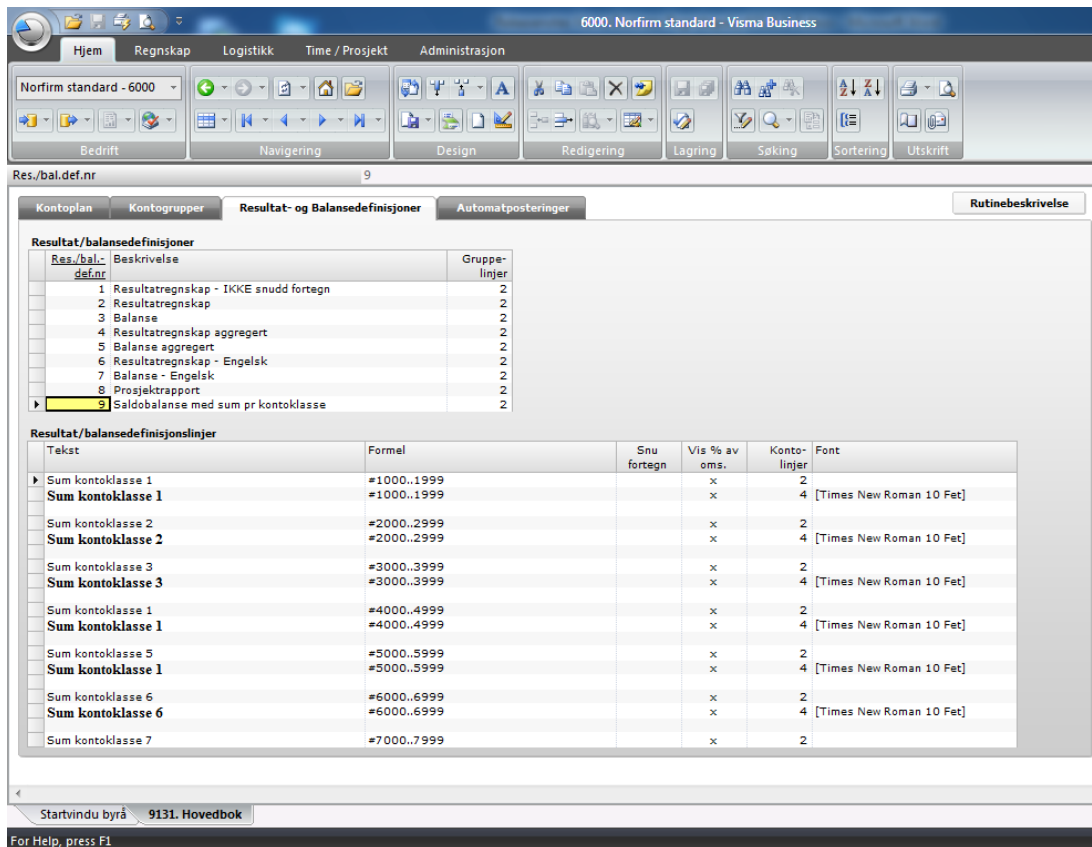 6000. Norfirm standard - Visma Business
Hjem Regnskap Logistikk Time / Prosjekt Administrasjon
Norfirm standard - 6000
Bedrift Navigering Design Redigering Lagring Søking Sortering Utskrift
Res./bal.def.nr 9
Kontoplan Kontogrupper Resultat- og Balansedefinisjoner Automatposteringer Rutinebeskrivelse
Resultat/balansedefinisjoner
Res./bal.- Beskrivelse Gruppe-
def.nr linjer
1 Resultatregnskap - IKKE snudd fortegn 2
2 Resultatregnskap 2
3 Balanse 2
4 Resultatregnskap aggregert 2
5 Balanse aggregert 2
6 Resultatregnskap - Engelsk 2
7 Balanse - Engelsk 2
8 Prosjektrapport 2
9 Saldobalanse med sum pr kontoklasse 2
Resultat/balansedefinisjonslinjer
Tekst Formel Snu Vis % av Konto- Font
fortegn oms. linjer
Sum kontoklasse 1 #1000..1999 x 2
Sum kontoklasse 1 #1000..1999 x 4 [Times New Roman 10 Fet]
Sum kontoklasse 2 #2000..2999 x 2
Sum kontoklasse 2 #2000..2999 x 4 [Times New Roman 10 Fet]
Sum kontoklasse 3 #3000..3999 x 2
Sum kontoklasse 3 #3000..3999 x 4 [Times New Roman 10 Fet]
Sum kontoklasse 1 #4000..4999 x 2
Sum kontoklasse 1 #4000..4999 x 4 [Times New Roman 10 Fet]
Sum kontoklasse 5 #5000..5999 x 2
Sum kontoklasse 1 #5000..5999 x 4 [Times New Roman 10 Fet]
Sum kontoklasse 6 #6000..6999 x 2
Sum kontoklasse 6 #6000..6999 x 4 [Times New Roman 10 Fet]
Sum kontoklasse 7 #7000..7999 x 2
Startvindu byrå 9131. Hovedbok
For Help, press F1